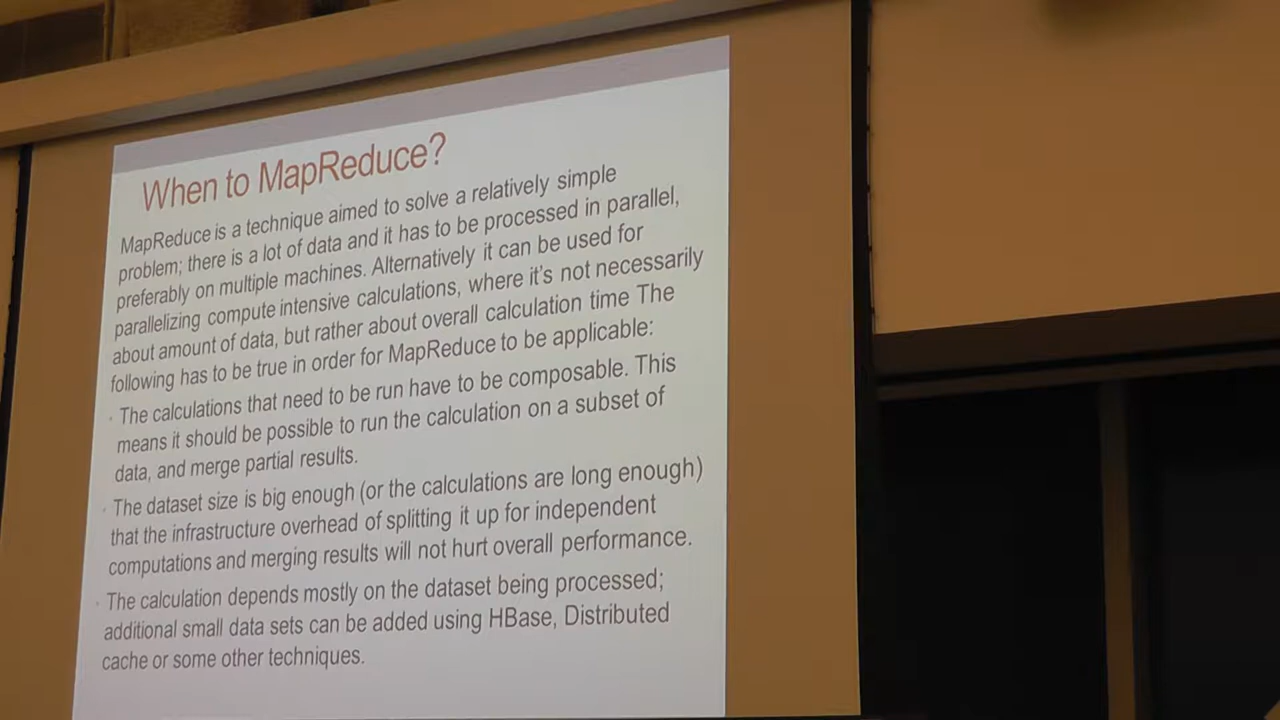 When to MapReduce?
MapReduce is a technique aimed to solve a relatively simple
problem; there is a lot of data and it has to be processed in parallel,
preferably on multiple machines. Alternatively it can be used for
parallelizing compute intensive calculations, where it's not necessarily
about amount of data, but rather about overall calculation time The
following has to be true in order for MapReduce to be applicable:
· The calculations that need to be run have to be composable. This
means it should be possible to run the calculation on a subset of
data, and merge partial results.
· The dataset size is big enough (or the calculations are long enough)
that the infrastructure overhead of splitting it up for independent
computations and merging results will not hurt overall performance.
· The calculation depends mostly on the dataset being processed;
additional small data sets can be added using HBase, Distributed
cache or some other techniques.